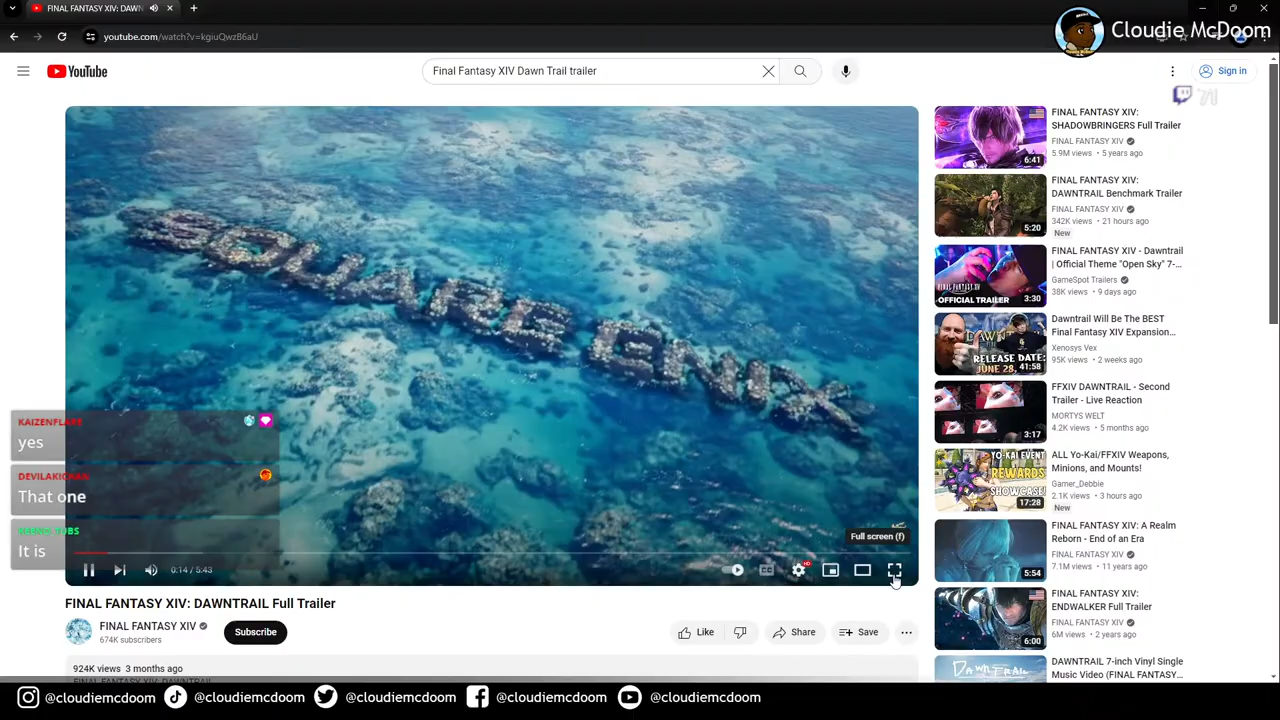 FINAL FANTASY XIV: DAWN
Cloudie McDoom
youtube.com/watch?v=kgiuQwzB6aU
YouTube
Final Fantasy XIV Dawn Trail trailer
Sign in
71
SQUARE ENIX
KAIZENFLARE
yes
DEVILAKICHAN
That one
It is
Full screen (f)
0:14 / 5:43
CC
HD
FINAL FANTASY XIV: DAWNTRAIL Full Trailer
FINAL FANTASY XIV
674K subscribers
Subscribe
Like
Share
Save
924K views 3 months ago
FINAL FANTASY XIV:
SHADOWBRINGERS Full Trailer
FINAL FANTASY XIV
5.9M views • 5 years ago
6:41
FINAL FANTASY XIV:
DAWNTRAIL Benchmark Trailer
FINAL FANTASY XIV
342K views • 21 hours ago
New
5:20
FINAL FANTASY XIV - Dawntrail
| Official Theme "Open Sky" 7-...
GameSpot Trailers
38K views • 9 days ago
OFFICIAL TRAILER
3:30
Dawntrail Will Be The BEST
Final Fantasy XIV Expansion...
Xenosys Vex
95K views • 2 weeks ago
RELEASE DATE:
JUNE 28,
41:58
FFXIV DAWNTRAIL - Second
Trailer - Live Reaction
MORTYS WELT
4.2K views • 5 months ago
3:17
ALL Yo-Kai/FFXIV Weapons,
Minions, and Mounts!
Gamer_Debbie
2.1K views • 3 hours ago
New
YO-KAI EVENT
REWARDS
SHOWCASE!
17:28
FINAL FANTASY XIV: A Realm
Reborn - End of an Era
FINAL FANTASY XIV
7.1M views • 11 years ago
5:54
FINAL FANTASY XIV:
ENDWALKER Full Trailer
FINAL FANTASY XIV
6M views • 2 years ago
6:00
DAWNTRAIL 7-inch Vinyl Single
Music Video (FINAL FANTASY...
DAWNTRAIL
@cloudiemcdoom
@cloudiemcdoom
@cloudiemcdoom
@cloudiemcdoom
@cloudiemcdoom